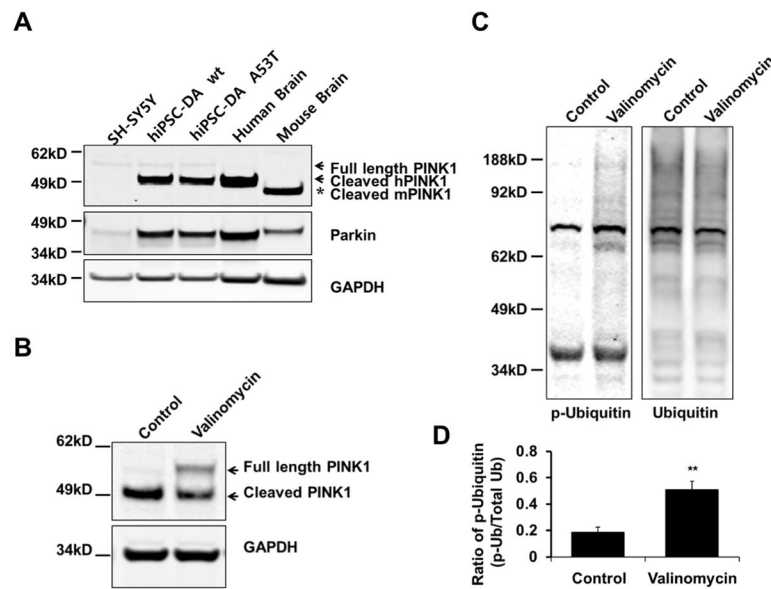 A
SH-SY5Y
hiPSC-DA wt
hiPSC-DA A53T
Human Brain
Mouse Brain
62kD
49kD
Full length PINK1
Cleaved hPINK1
* Cleaved mPINK1
49kD
34kD
Parkin
34kD
GAPDH
B
Control
Valinomycin
62kD
49kD
Full length PINK1
Cleaved PINK1
34kD
GAPDH
C
Control
Valinomycin
Control
Valinomycin
188kD
92kD
62kD
49kD
34kD
p-Ubiquitin
Ubiquitin
D
Ratio of p-Ubiquitin
(p-Ub/Total Ub)
0.8
0.6
0.4
0.2
0
**
Control
Valinomycin